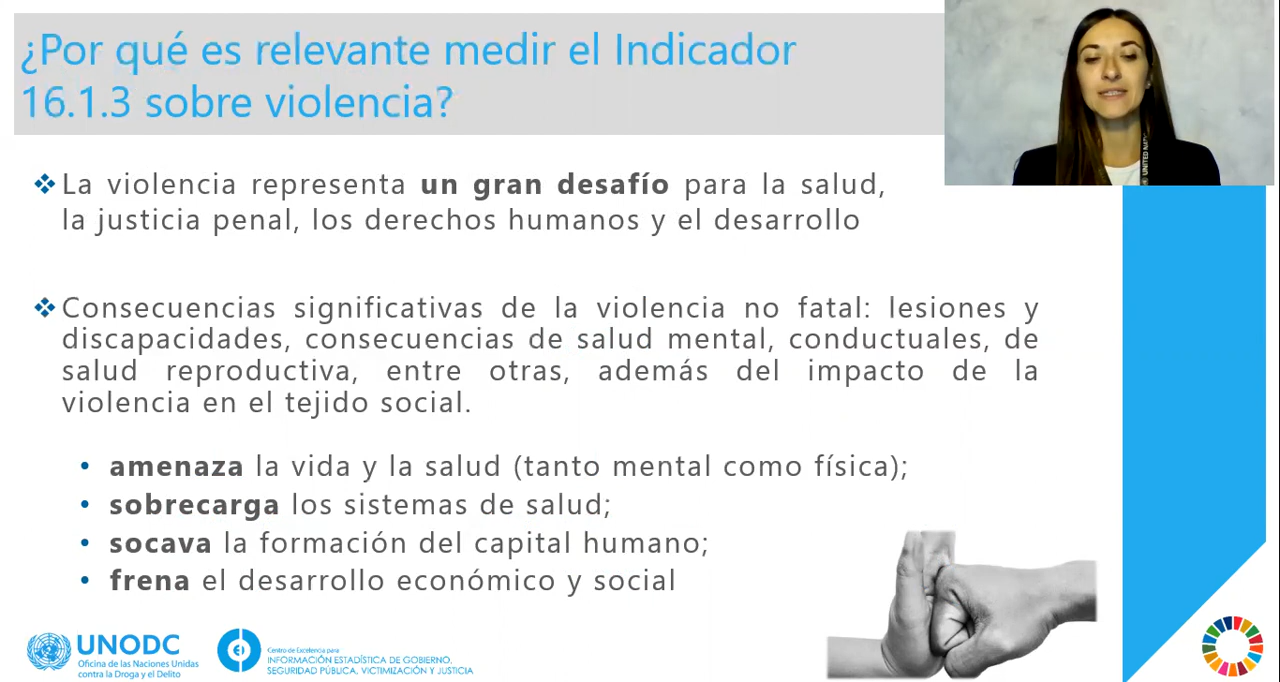 ¿Por qué es relevante medir el Indicador
16.1.3 sobre violencia?
La violencia representa un gran desafío para la salud,
la justicia penal, los derechos humanos y el desarrollo
Consecuencias significativas de la violencia no fatal: lesiones y
discapacidades, consecuencias de salud mental, conductuales, de
salud reproductiva, entre otras, además del impacto de la
violencia en el tejido social.
• amenaza la vida y la salud (tanto mental como física);
• sobrecarga los sistemas de salud;
• socava la formación del capital humano;
• frena el desarrollo económico y social
UNODC
Oficina de las Naciones Unidas
contra la Droga y el Delito
Centro de Excelencia para
INFORMACIÓN ESTADÍSTICA DE GOBIERNO,
SEGURIDAD PÚBLICA, VICTIMIZACIÓN Y JUSTICIA
UNITED